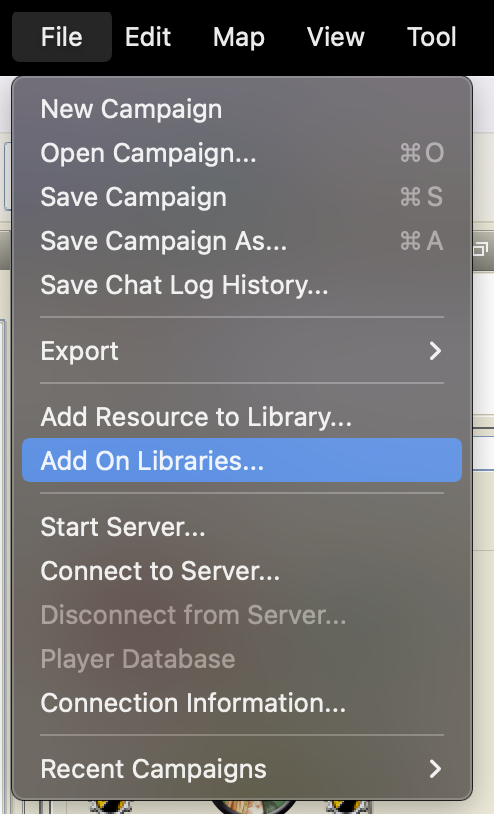 File Edit Map View Tool
New Campaign
Open Campaign... ⌘ O
Save Campaign ⌘ S
Save Campaign As... ⌘ A
Save Chat Log History...
Export
Add Resource to Library...
Add On Libraries...
Start Server...
Connect to Server...
Disconnect from Server...
Player Database
Connection Information...
Recent Campaigns